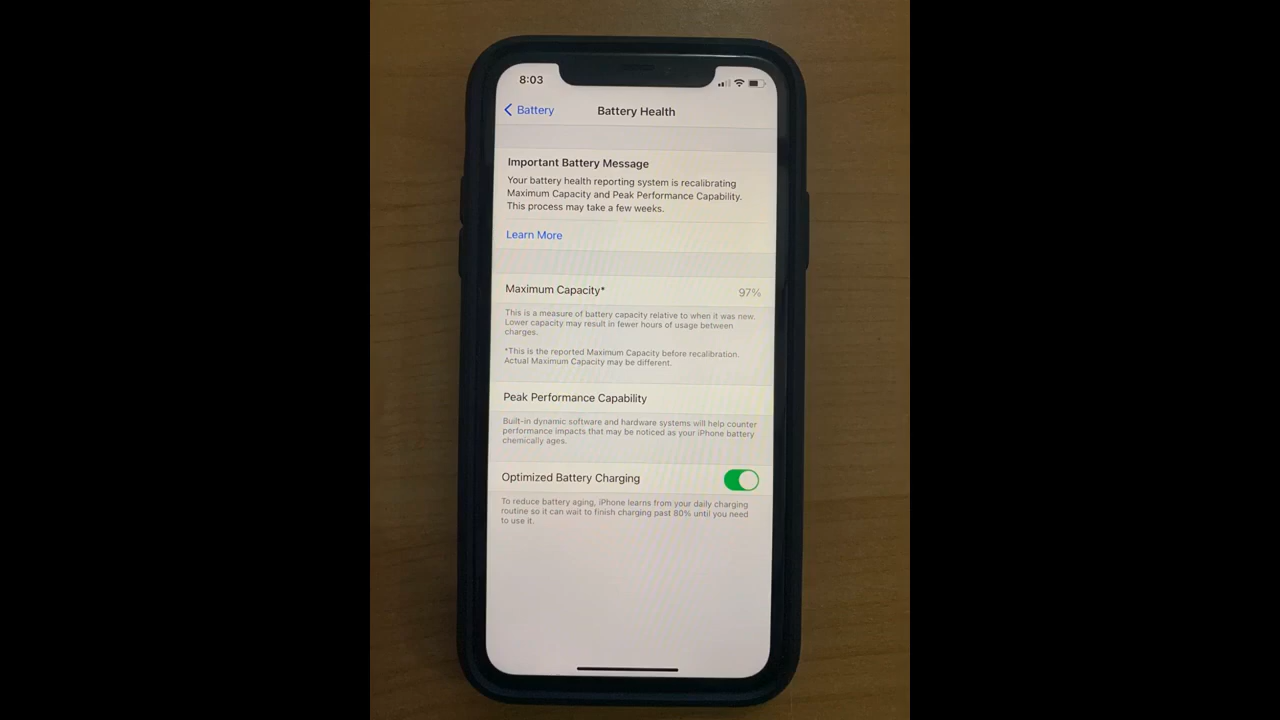 8:03
Battery
Battery Health
Important Battery Message
Your battery health reporting system is recalibrating
Maximum Capacity and Peak Performance Capability.
This process may take a few weeks.
Learn More
Maximum Capacity*
97%
This is a measure of battery capacity relative to when it was new.
Lower capacity may result in fewer hours of usage between
charges.
*This is the reported Maximum Capacity before recalibration.
Actual Maximum Capacity may be different.
Peak Performance Capability
Built-in dynamic software and hardware systems will help counter
performance impacts that may be noticed as your iPhone battery
chemically ages.
Optimized Battery Charging
To reduce battery aging, iPhone learns from your daily charging
routine so it can wait to finish charging past 80% until you need
to use it.